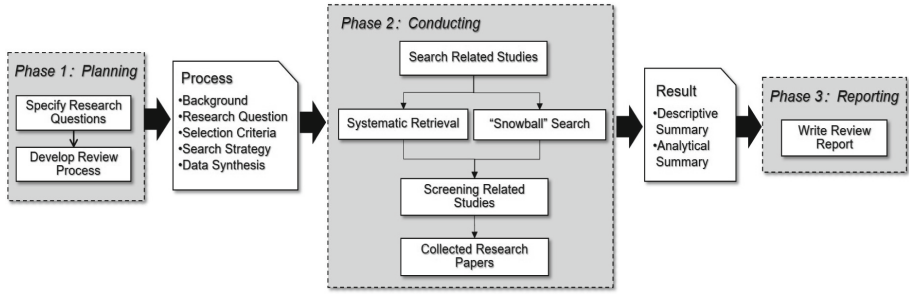 Phase 1: Planning
Specify Research
Questions
Develop Review
Process
Process
•Background
•Research Question
•Selection Criteria
•Search Strategy
•Data Synthesis
Phase 2: Conducting
Search Related Studies
Systematic Retrieval
“Snowball” Search
Screening Related
Studies
Collected Research
Papers
Result
•Descriptive
Summary
•Analytical
Summary
Phase 3: Reporting
Write Review
Report